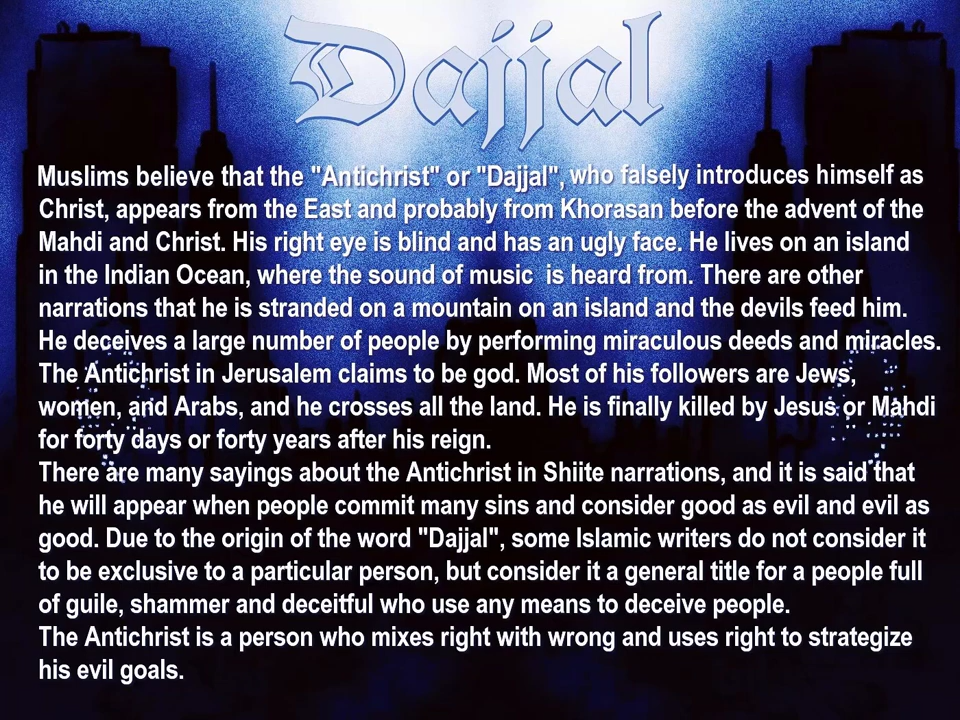 Dajjal
Muslims believe that the "Antichrist" or "Dajjal", who falsely introduces himself as
Christ, appears from the East and probably from Khorasan before the advent of the
Mahdi and Christ. His right eye is blind and has an ugly face. He lives on an island
in the Indian Ocean, where the sound of music is heard from. There are other
narrations that he is stranded on a mountain on an island and the devils feed him.
He deceives a large number of people by performing miraculous deeds and miracles.
The Antichrist in Jerusalem claims to be god. Most of his followers are Jews,
women, and Arabs, and he crosses all the land. He is finally killed by Jesus or Mahdi
for forty days or forty years after his reign.
There are many sayings about the Antichrist in Shiite narrations, and it is said that
he will appear when people commit many sins and consider good as evil and evil as
good. Due to the origin of the word "Dajjal", some Islamic writers do not consider it
to be exclusive to a particular person, but consider it a general title for a people full
of guile, shammer and deceitful who use any means to deceive people.
The Antichrist is a person who mixes right with wrong and uses right to strategize
his evil goals.